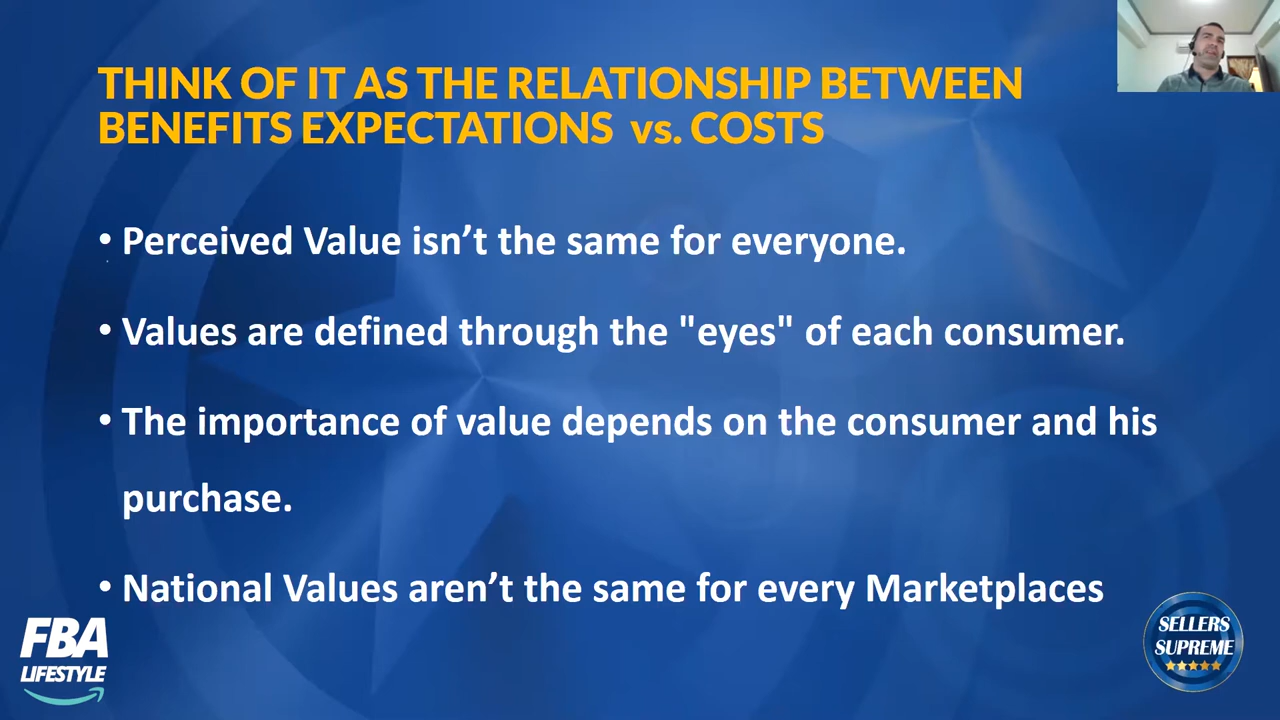 THINK OF IT AS THE RELATIONSHIP BETWEEN
BENEFITS EXPECTATIONS vs. COSTS
• Perceived Value isn’t the same for everyone.
• Values are defined through the "eyes" of each consumer.
• The importance of value depends on the consumer and his
purchase.
• National Values aren’t the same for every Marketplaces
FBA
LIFESTYLE
SELLERS
SUPREME